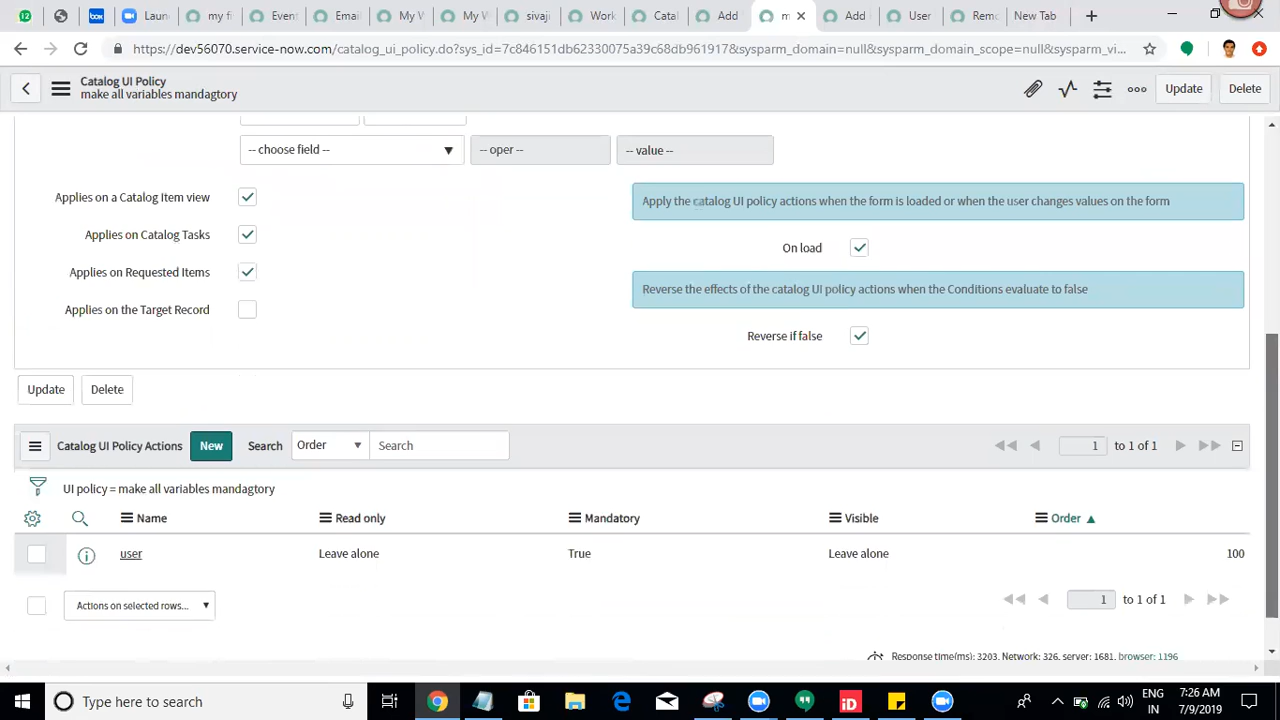 12
Laun
my fi
Event
Email
My W
My W
sivaji
Work
Catal
Add
m
Add I
User
Remo
New Tab
https://dev56070.service-now.com/catalog_ui_policy.do?sys_id=7c846151db62330075a39c68db961917&sysparm_domain=null&sysparm_domain_scope=null&sysparm_vi...
Catalog UI Policy
make all variables mandagtory
Update
Delete
-- choose field --
-- oper --
-- value --
Applies on a Catalog Item view
Apply the catalog UI policy actions when the form is loaded or when the user changes values on the form
Applies on Catalog Tasks
On load
Applies on Requested Items
Reverse the effects of the catalog UI policy actions when the Conditions evaluate to false
Applies on the Target Record
Reverse if false
Update
Delete
Catalog UI Policy Actions
New
Search
Order
Search
1
to 1 of 1
UI policy = make all variables mandagtory
Name
Read only
Mandatory
Visible
Order
user
Leave alone
True
Leave alone
100
Actions on selected rows...
1
to 1 of 1
Response time(ms): 3203, Network: 326, server: 1681, browser: 1196
Type here to search
ENG
IN
7:26 AM
7/9/2019